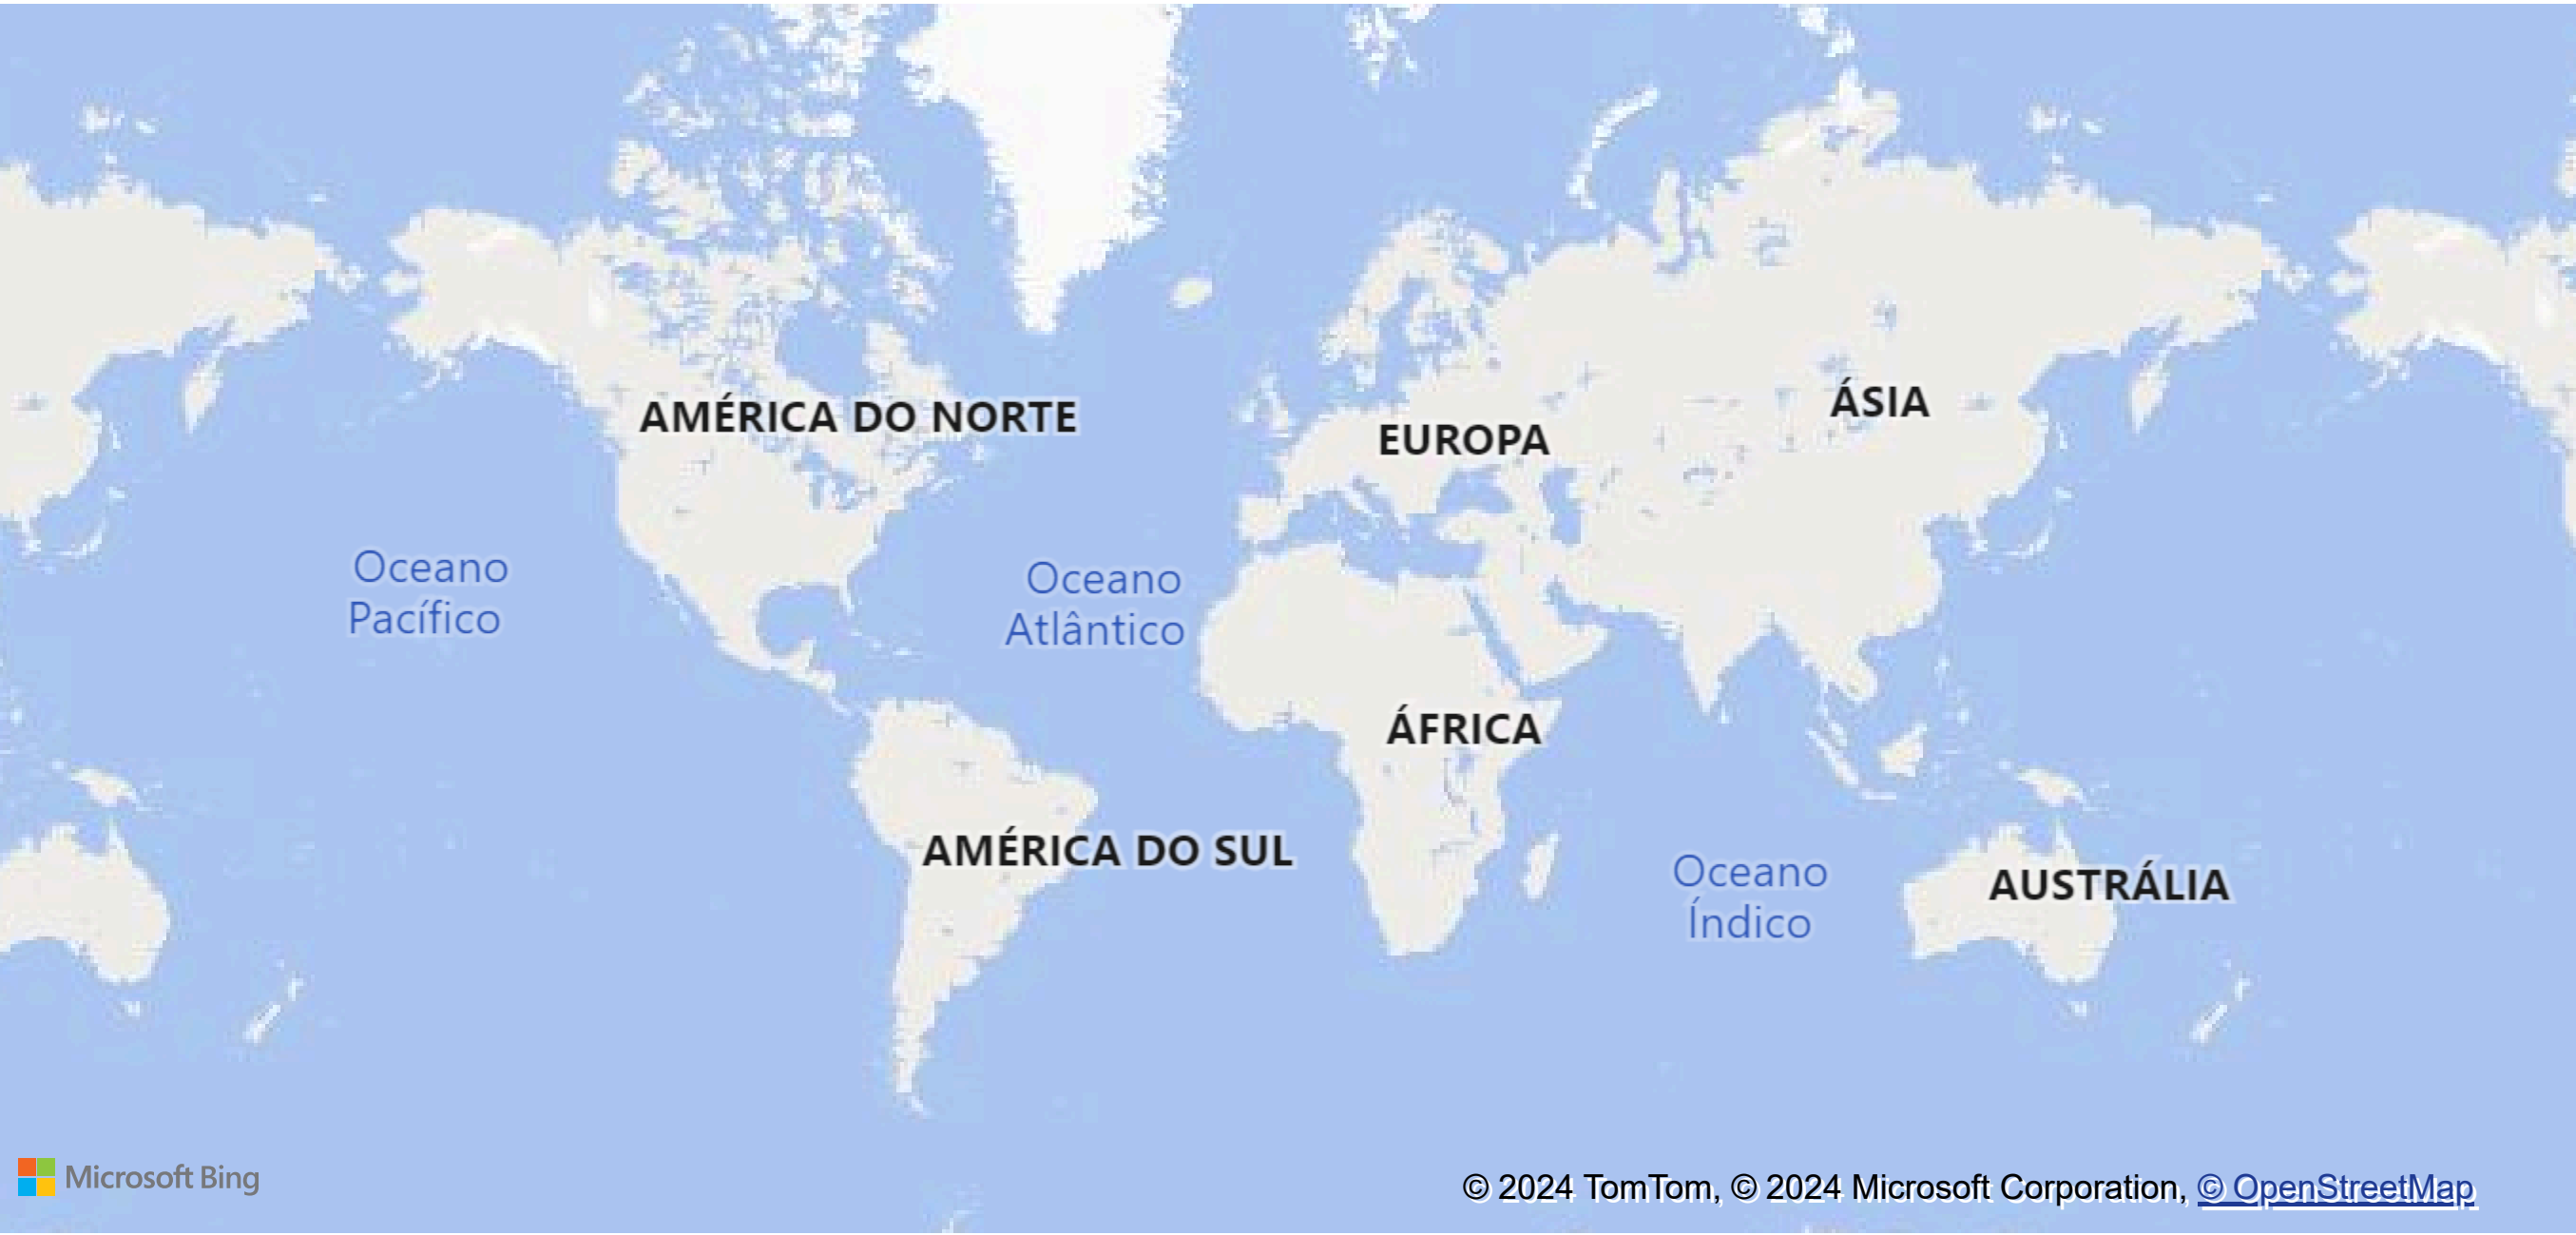 AMÉRICA DO NORTE
EUROPA
ÁSIA
Oceano
Pacífico
Oceano
Atlântico
ÁFRICA
AMÉRICA DO SUL
Oceano
Índico
AUSTRÁLIA
Microsoft Bing
© 2024 TomTom, © 2024 Microsoft Corporation, © OpenStreetMap